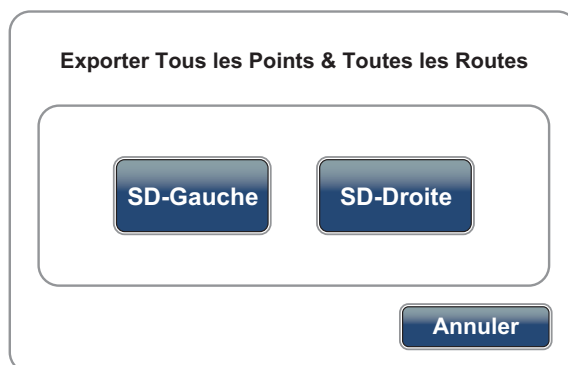 Exporter Tous les Points & Toutes les Routes
SD-Gauche
SD-Droite
Annuler